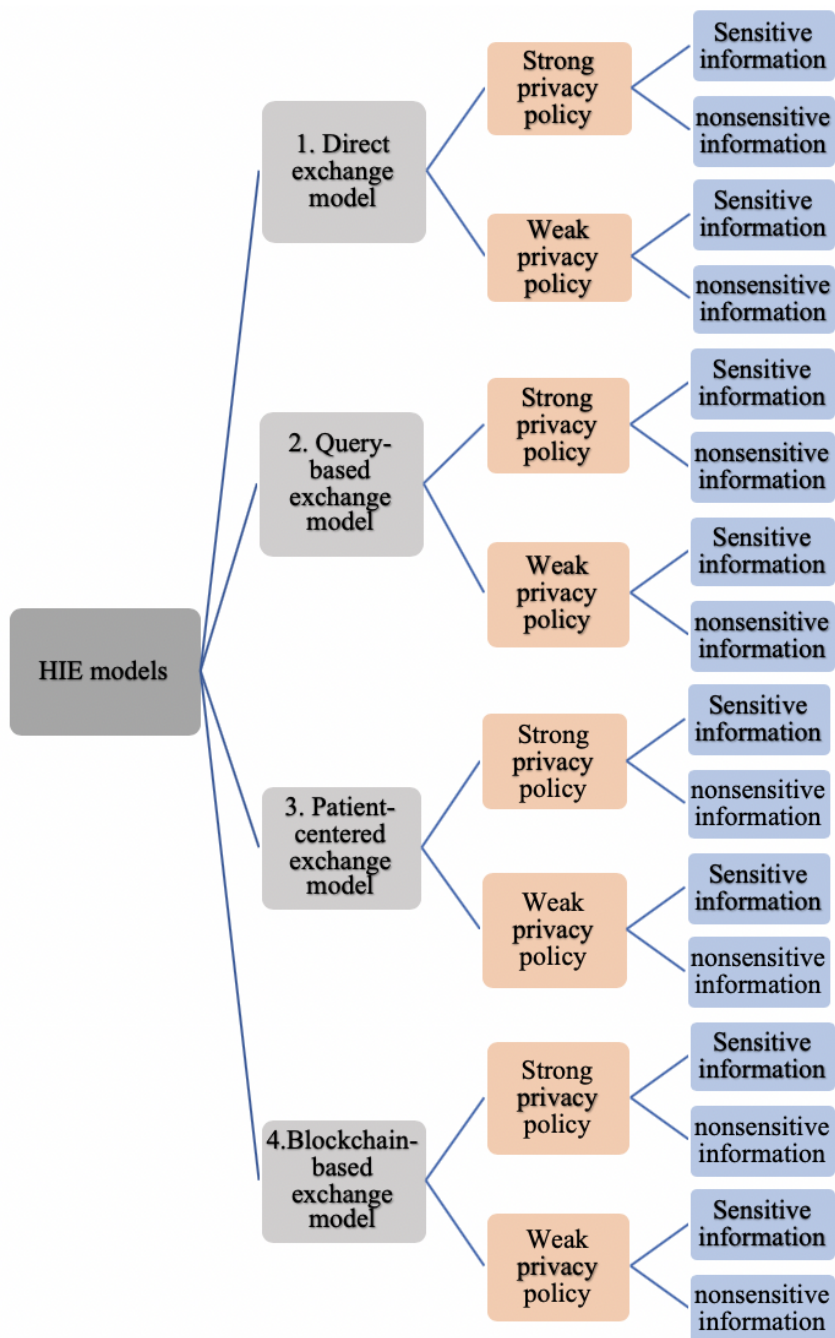 HIE models
1. Direct
exchange
model
Strong
privacy
policy
Sensitive
information
nonsensitive
information
Weak
privacy
policy
Sensitive
information
nonsensitive
information
2. Query-
based
exchange
model
Strong
privacy
policy
Sensitive
information
nonsensitive
information
Weak
privacy
policy
Sensitive
information
nonsensitive
information
3. Patient-
centered
exchange
model
Strong
privacy
policy
Sensitive
information
nonsensitive
information
Weak
privacy
policy
Sensitive
information
nonsensitive
information
4.Blockchain-
based
exchange
model
Strong
privacy
policy
Sensitive
information
nonsensitive
information
Weak
privacy
policy
Sensitive
information
nonsensitive
information